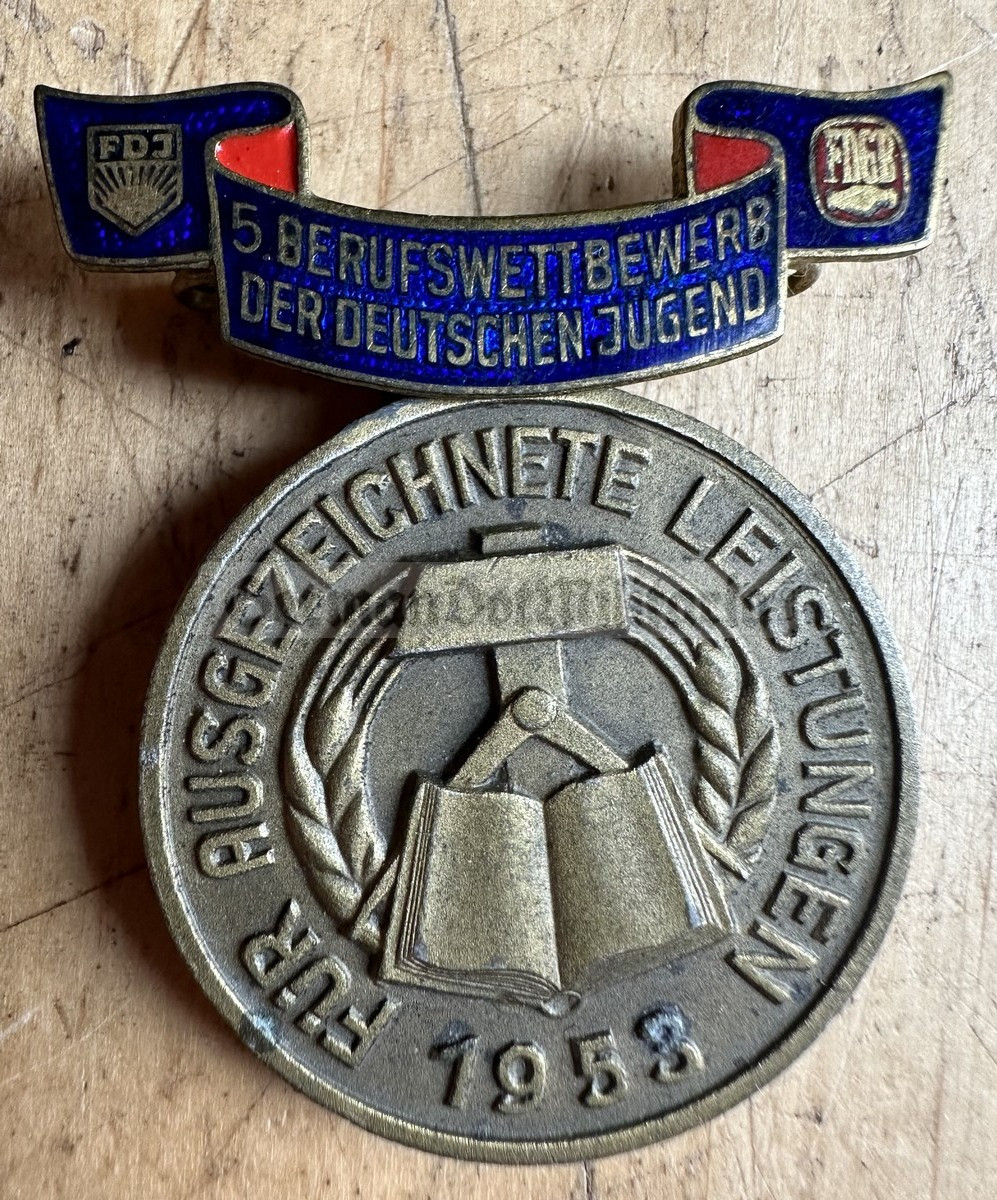 FDJ
FDGB
5. BERUFSWETTBEWERB
DER DEUTSCHEN JUGEND
FÜR AUSGEZEICHNETE LEISTUNGEN
1953